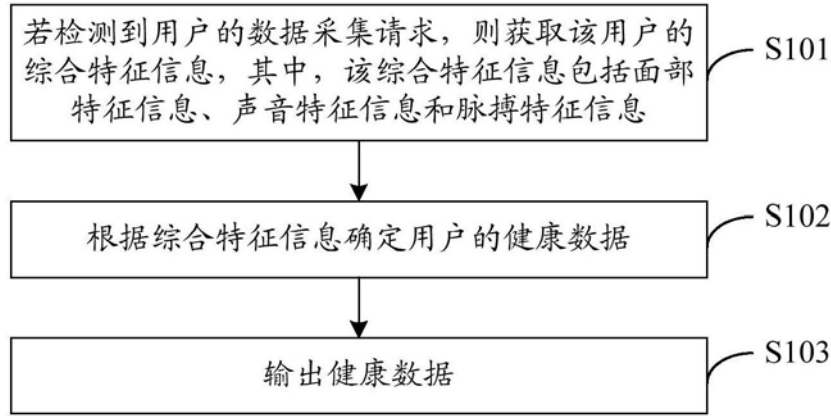 若检测到用户的数据采集请求，则获取该用户的
综合特征信息，其中，该综合特征信息包括面部
特征信息、声音特征信息和脉搏特征信息
S101
根据综合特征信息确定用户的健康数据
S102
输出健康数据
S103